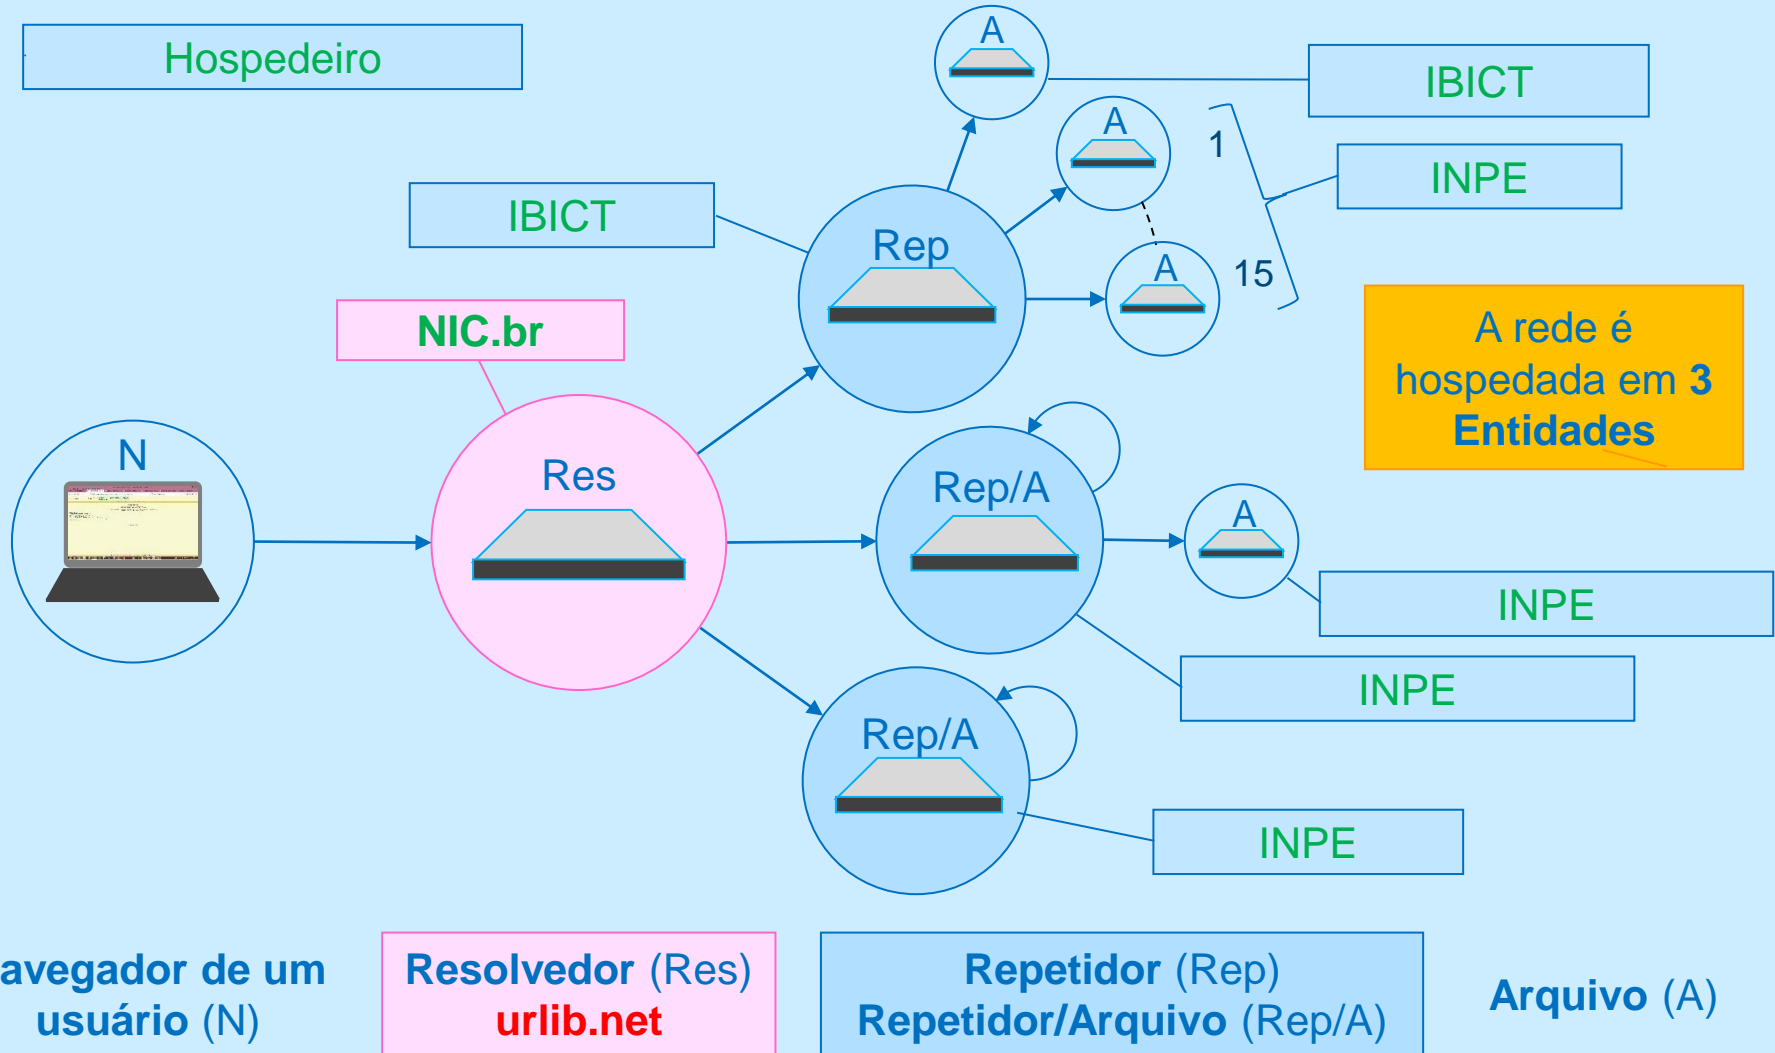 Hospedeiro
A
IBICT
A
1
INPE
IBICT
Rep
A
15
NIC.br
A rede é
hospedada em 3
Entidades
N
Res
Rep/A
A
INPE
INPE
Rep/A
INPE
avegador de um
usuário (N)
Resolvedor (Res)
urlib.net
Repetidor (Rep)
Repetidor/Arquivo (Rep/A)
Arquivo (A)